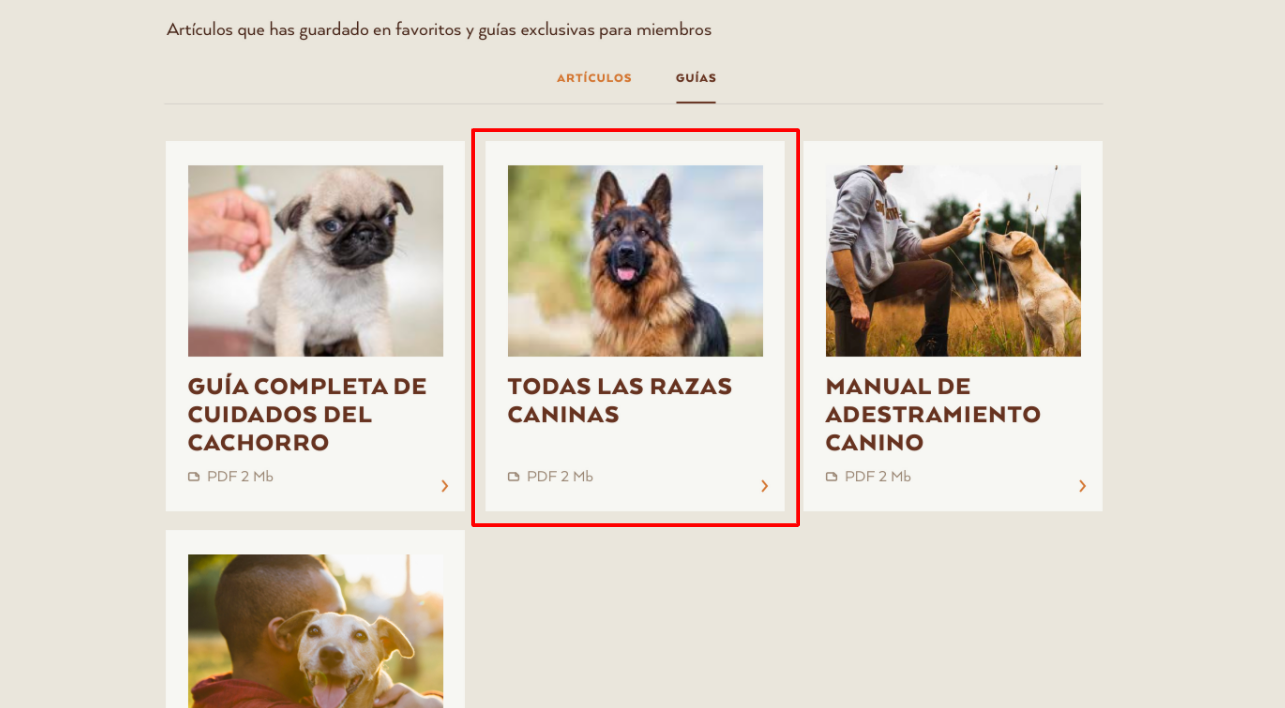 Artículos que has guardado en favoritos y guías exclusivas para miembros
ARTÍCULOS
GUÍAS
GUÍA COMPLETA DE
CUIDADOS DEL
CACHORRO
PDF 2 Mb
TODAS LAS RAZAS
CANINAS
PDF 2 Mb
MANUAL DE
ADESTRAMIENTO
CANINO
PDF 2 Mb